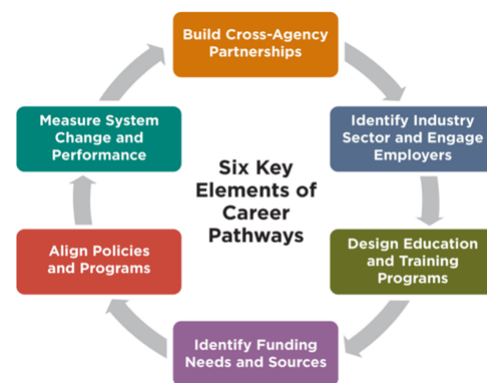 Build Cross-Agency
Partnerships
Identify Industry
Sector and Engage
Employers
Design Education
and Training
Programs
Identify Funding
Needs and Sources
Align Policies
and Programs
Measure System
Change and
Performance
Six Key
Elements of
Career
Pathways